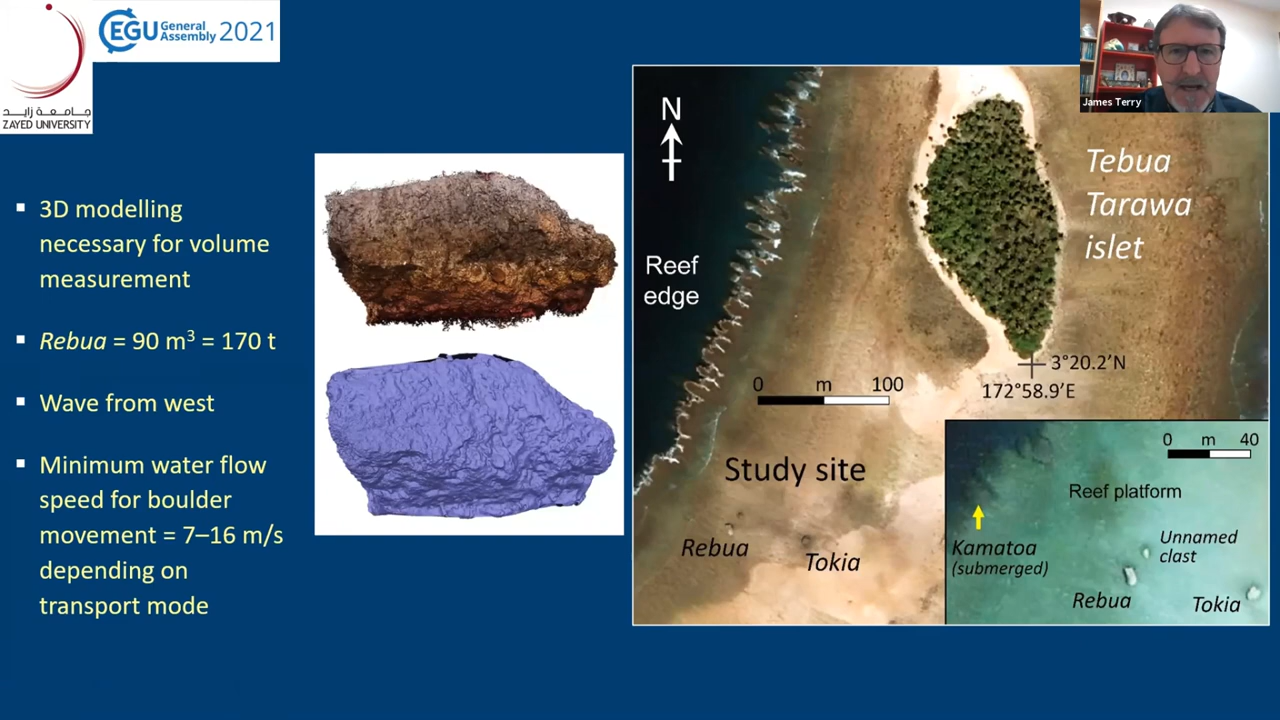 EGU General
Assembly 2021
جامعة زايد
ZAYED UNIVERSITY
James Terry
▪ 3D modelling
necessary for volume
measurement
▪ Rebua = 90 m³ = 170 t
▪ Wave from west
▪ Minimum water flow
speed for boulder
movement = 7–16 m/s
depending on
transport mode
N
Tebua
Tarawa
islet
Reef
edge
3°20.2’N
172°58.9’E
0 m 100
Study site
Rebua
Tokia
0 m 40
Reef platform
Kamatoa
(submerged)
Unnamed
clast
Rebua
Tokia